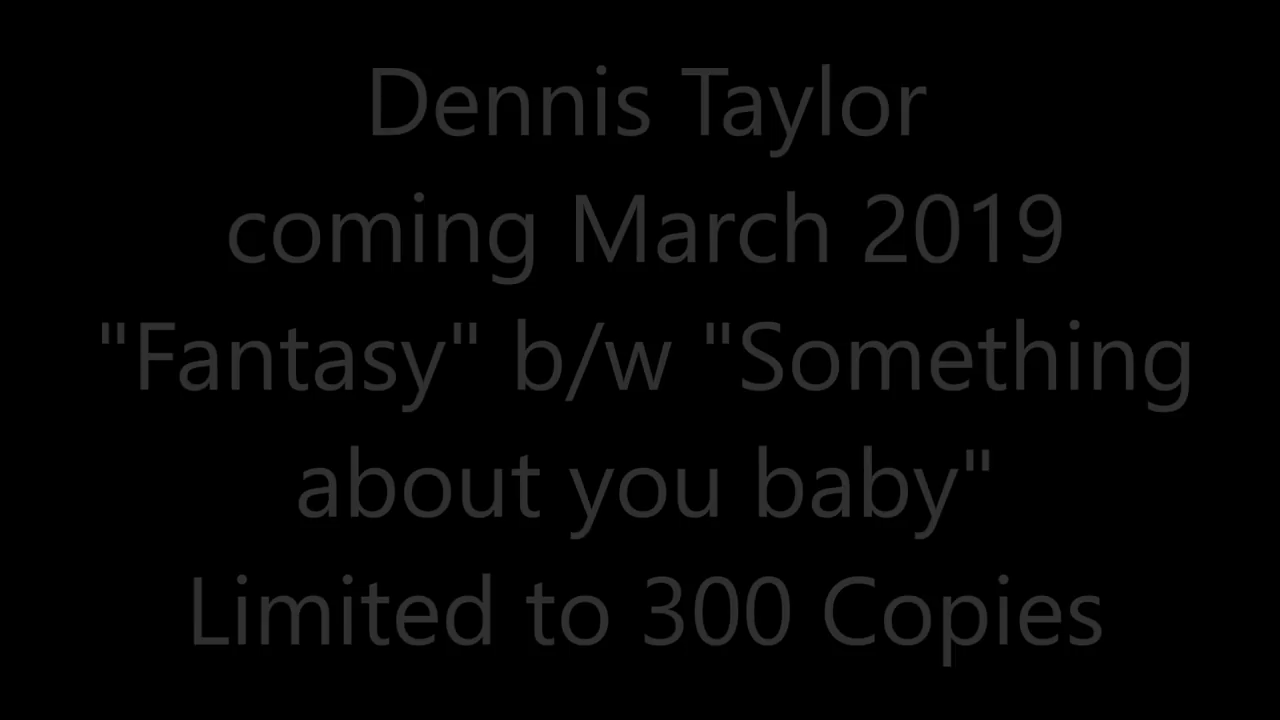 Dennis Taylor
coming March 2019
"Fantasy" b/w "Something
about you baby"
Limited to 300 Copies